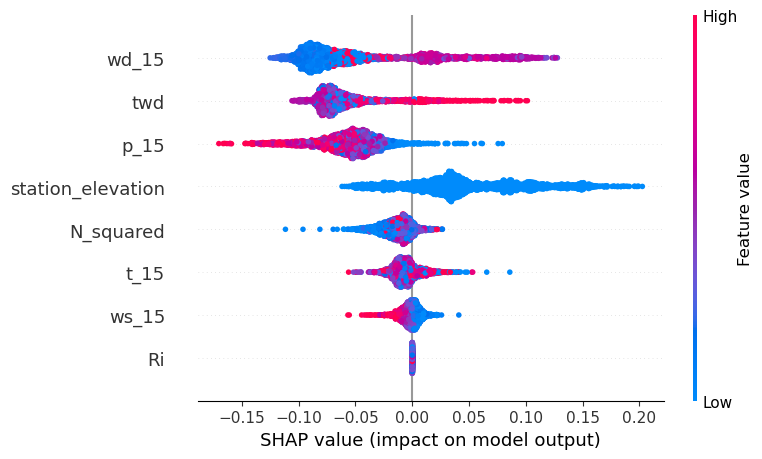 High
wd_15
twd
p_15
station_elevation
N_squared
t_15
ws_15
Ri
Feature value
Low
−0.15 −0.10 −0.05 0.00 0.05 0.10 0.15 0.20
SHAP value (impact on model output)